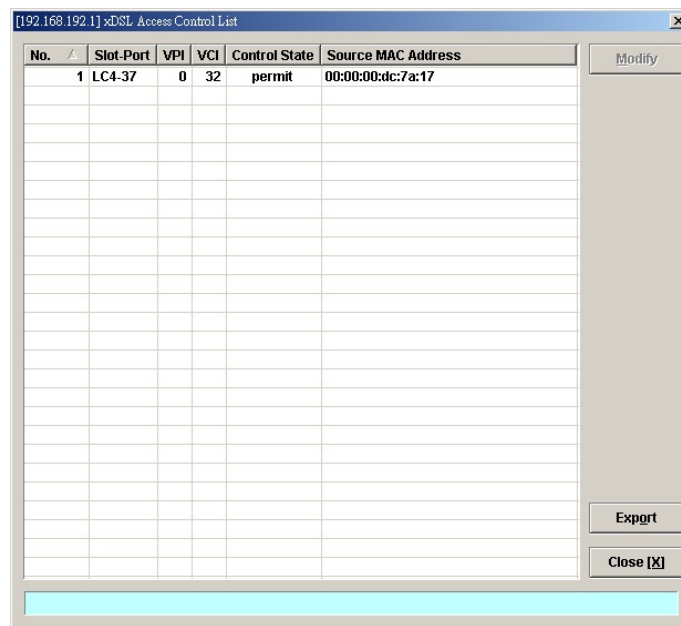 [192.168.192.1] xDSL Access Control List
No. Slot-Port VPI VCI Control State Source MAC Address
1 LC4-37 0 32 permit 00:00:00:dc:7a:17
Modify
Export
Close [X]